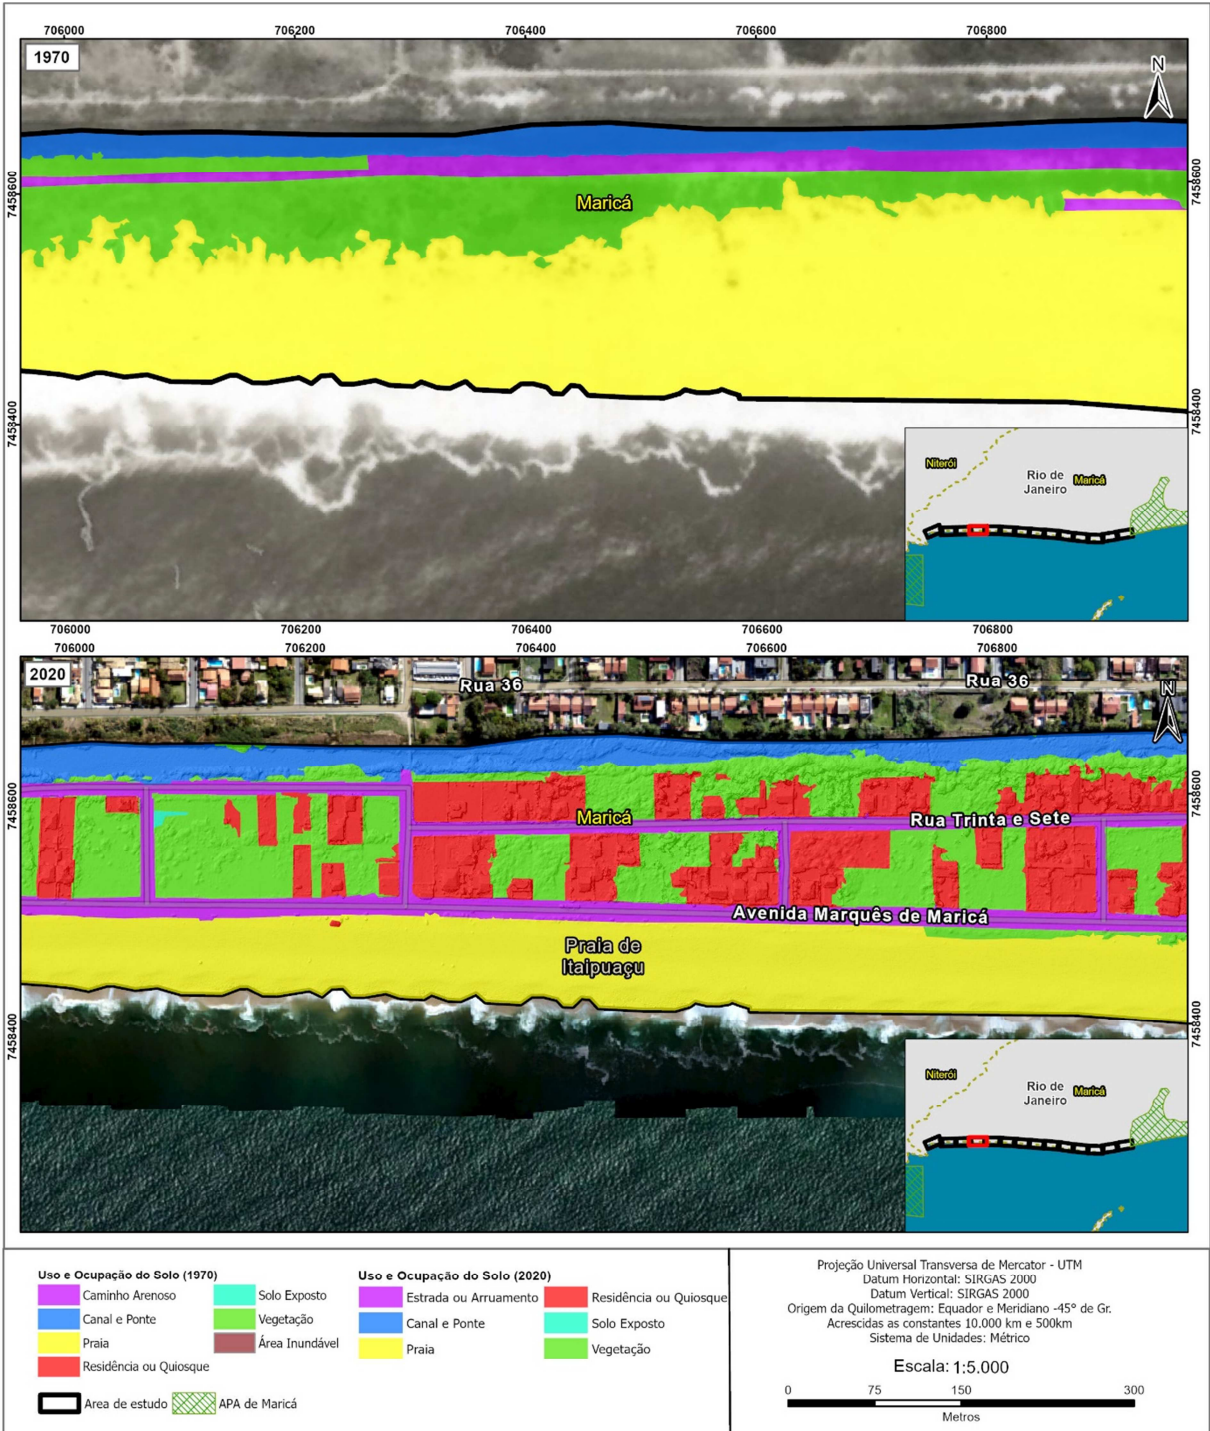 706000 706200 706400 706600 706800
1970
N
7458600
7458600
Maricá
7458400
7458400
Niterói
Rio de
Janeiro
Maricá
706000 706200 706400 706600 706800
706000 706200 706400 706600 706800
2020
Rua 36
Rua 36
N
7458600
7458600
Maricá
Rua Trinta e Sete
Avenida Marquês de Maricá
Praia de
Itaipuaçu
7458400
7458400
Niterói
Rio de
Janeiro
Maricá
Uso e Ocupação do Solo (1970)
Caminho Arenoso
Canal e Ponte
Praia
Residência ou Quiosque
Solo Exposto
Vegetação
Área Inundável
Area de estudo
APA de Maricá
Uso e Ocupação do Solo (2020)
Estrada ou Arruamento
Canal e Ponte
Praia
Residência ou Quiosque
Solo Exposto
Vegetação
Projeção Universal Transversa de Mercator - UTM
Datum Horizontal: SIRGAS 2000
Datum Vertical: SIRGAS 2000
Origem da Quilometragem: Equador e Meridiano -45° de Gr.
Acrescidas as constantes 10.000 km e 500km
Sistema de Unidades: Métrico
Escala: 1:5.000
0 75 150 300
Metros